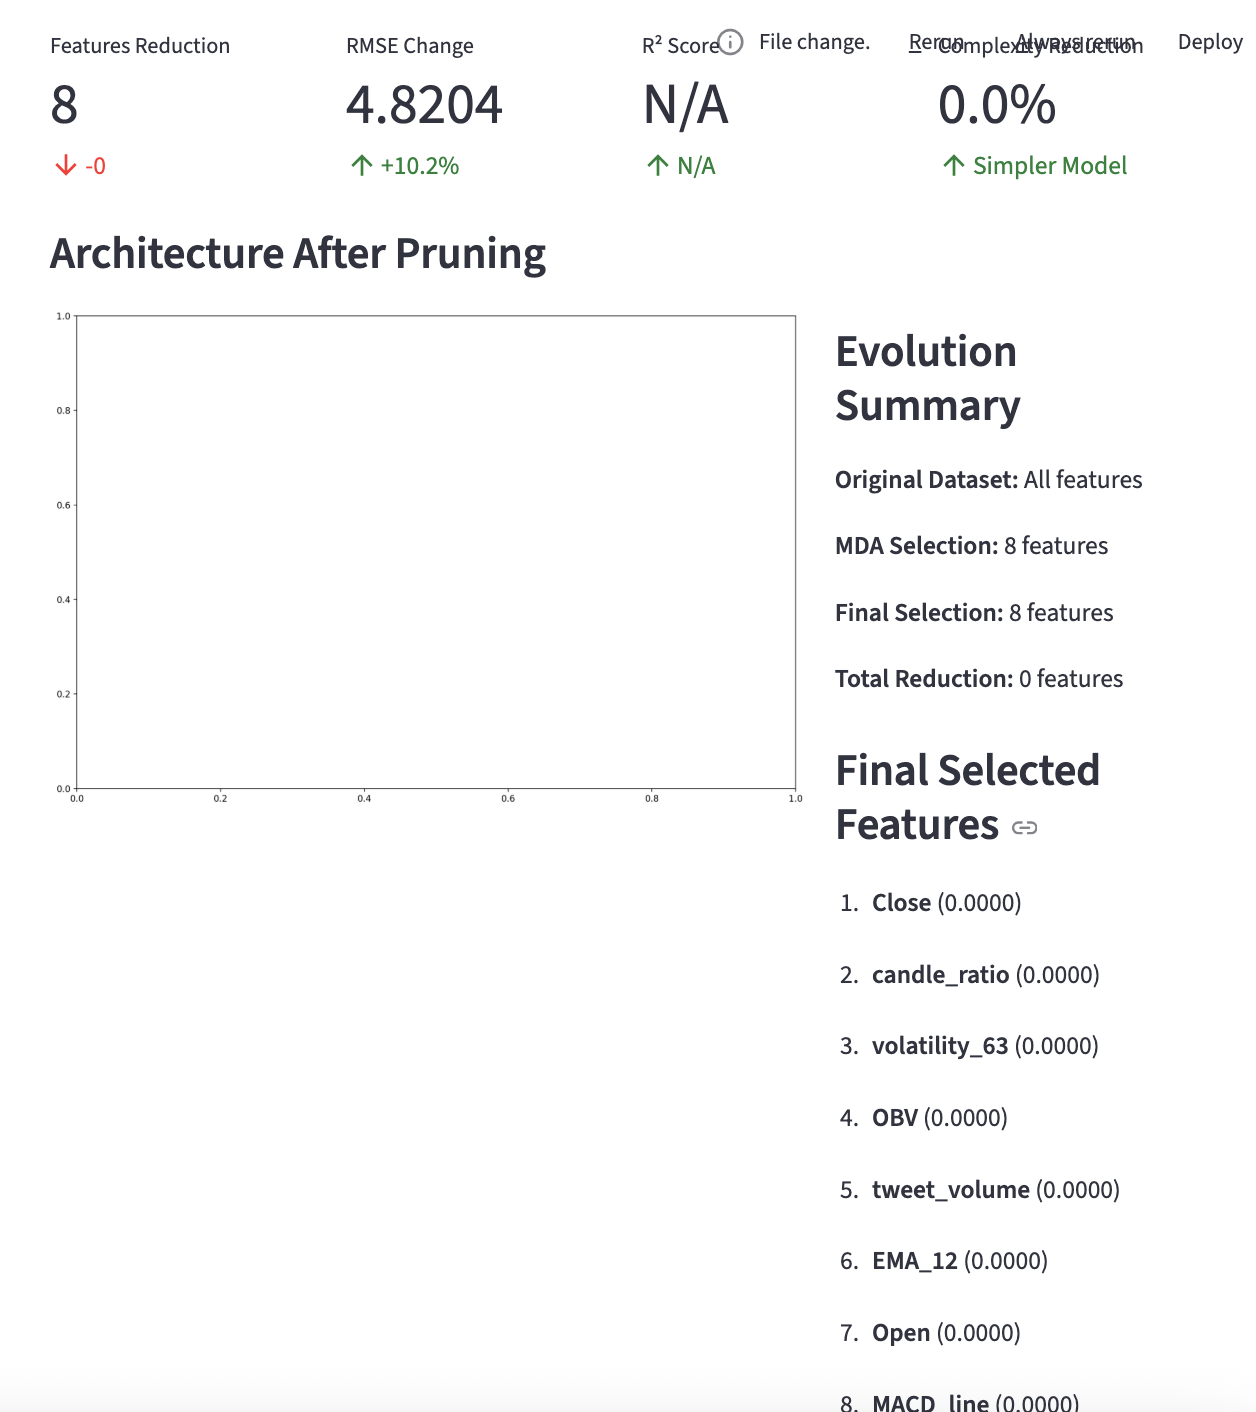 Features Reduction
RMSE Change
R² Score
File change.
Rerun
Always rerun
Complexity Reduction
Deploy
8
4.8204
N/A
0.0%
-0
+10.2%
N/A
Simpler Model
Architecture After Pruning
1.0
0.8
0.6
0.4
0.2
0.0
0.0 0.2 0.4 0.6 0.8 1.0
Evolution
Summary
Original Dataset: All features
MDA Selection: 8 features
Final Selection: 8 features
Total Reduction: 0 features
Final Selected
Features
1. Close (0.0000)
2. candle_ratio (0.0000)
3. volatility_63 (0.0000)
4. OBV (0.0000)
5. tweet_volume (0.0000)
6. EMA_12 (0.0000)
7. Open (0.0000)
8. MACD_line (0.0000)